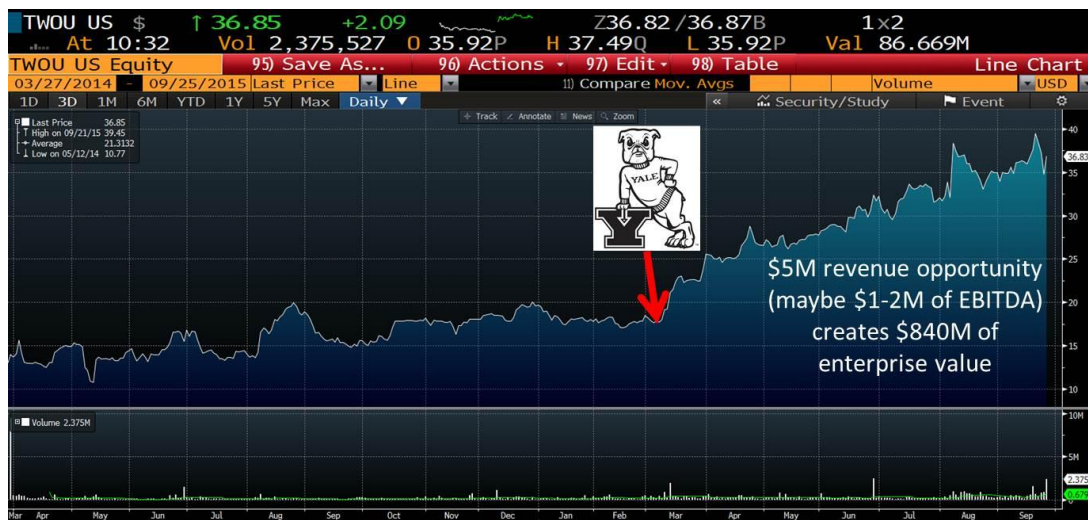 TWOU US $ ↑ 36.85 +2.09 Z36.82 / 36.87B 1x2
At 10:32 Vol 2,375,527 O 35.92P H 37.49Q L 35.92P Val 86.669M
TWOU US Equity 95) Save As... 96) Actions 97) Edit 98) Table Line Chart
03/27/2014 - 09/25/2015 Last Price Line 11) Compare Mov. Avgs Volume USD
1D 3D 1M 6M YTD 1Y 5Y Max Daily ▼ « Security/Study Event
Track Annotate News Zoom
Last Price 36.85
High on 09/21/15 39.45
Average 21.3132
Low on 05/12/14 10.77
40
36.83
35
30
25
20
15
10
YALE
Y
$5M revenue opportunity
(maybe $1-2M of EBITDA)
creates $840M of
enterprise value
Volume 2.375M
10M
5M
2.375
0.679
0
Mar Apr May Jun Jul Aug Sep Oct Nov Dec Jan Feb Mar Apr May Jun Jul Aug Sep